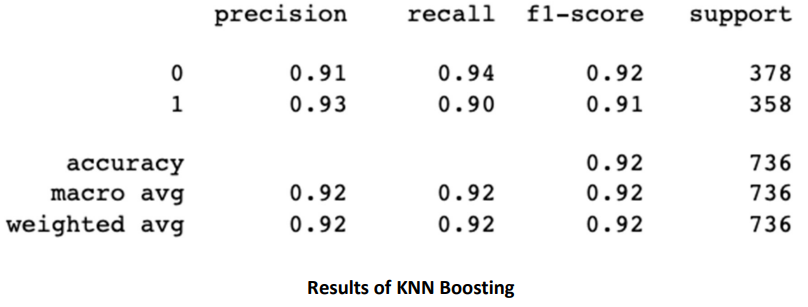 precision recall f1-score support
0 0.91 0.94 0.92 378
1 0.93 0.90 0.91 358
accuracy 0.92 736
macro avg 0.92 0.92 0.92 736
weighted avg 0.92 0.92 0.92 736
Results of KNN Boosting